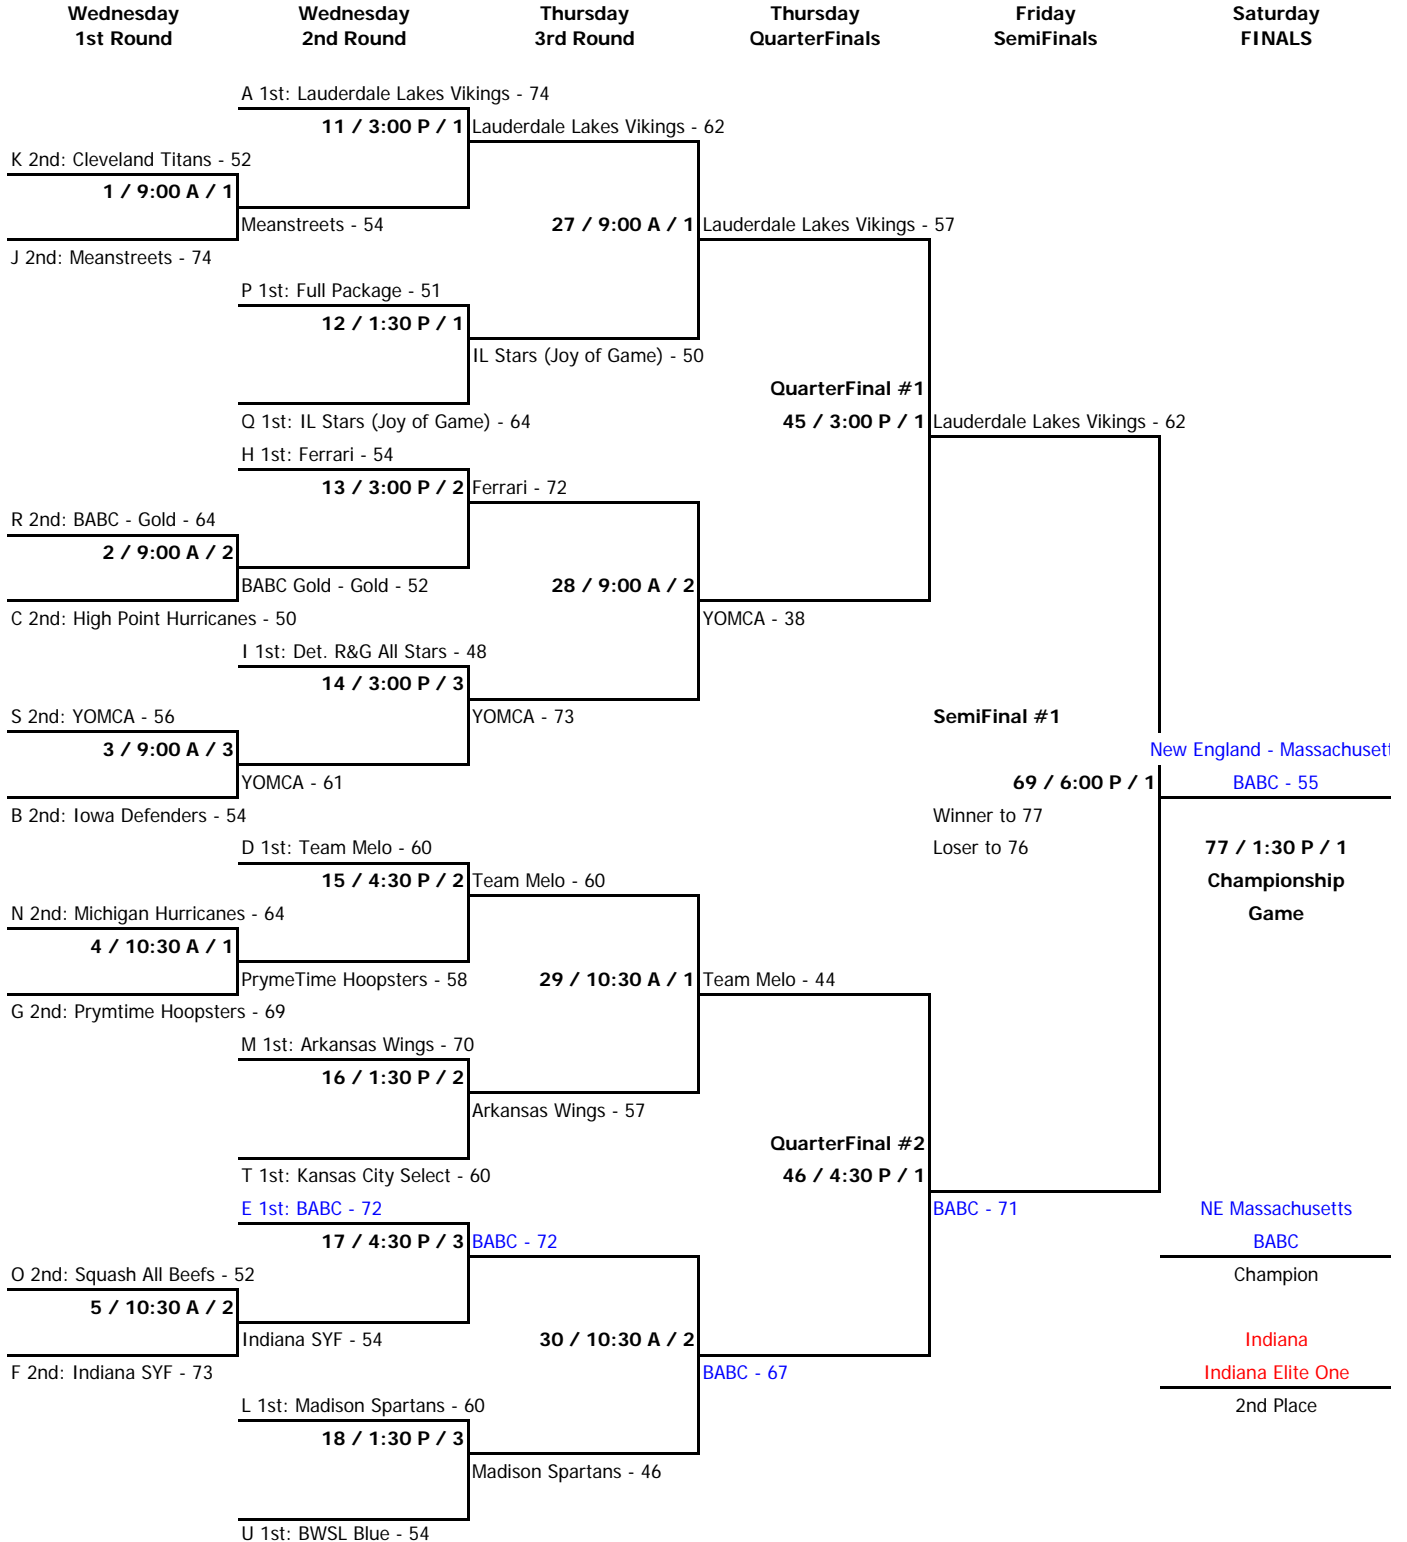 Wednesday Wednesday Thursday Thursday Friday Saturday
1st Round 2nd Round 3rd Round QuarterFinals SemiFinals FINALS
A 1st: Lauderdale Lakes Vikings - 74
11 / 3:00 P / 1 Lauderdale Lakes Vikings - 62
K 2nd: Cleveland Titans - 52
1 / 9:00 A / 1
Meanstreets - 54 27 / 9:00 A / 1 Lauderdale Lakes Vikings - 57
J 2nd: Meanstreets - 74
P 1st: Full Package - 51
12 / 1:30 P / 1
IL Stars (Joy of Game) - 50
QuarterFinal #1
Q 1st: IL Stars (Joy of Game) - 64 45 / 3:00 P / 1 Lauderdale Lakes Vikings - 62
H 1st: Ferrari - 54
13 / 3:00 P / 2 Ferrari - 72
R 2nd: BABC - Gold - 64
2 / 9:00 A / 2
BABC Gold - Gold - 52 28 / 9:00 A / 2
C 2nd: High Point Hurricanes - 50 YOMCA - 38
I 1st: Det. R&G All Stars - 48
14 / 3:00 P / 3
S 2nd: YOMCA - 56 YOMCA - 73 SemiFinal #1
3 / 9:00 A / 3 New England - Massachusett
YOMCA - 61 69 / 6:00 P / 1 BABC - 55
B 2nd: Iowa Defenders - 54 Winner to 77
D 1st: Team Melo - 60 Loser to 76 77 / 1:30 P / 1
15 / 4:30 P / 2 Team Melo - 60 Championship
N 2nd: Michigan Hurricanes - 64 Game
4 / 10:30 A / 1
PrymeTime Hoopsters - 58 29 / 10:30 A / 1 Team Melo - 44
G 2nd: Prymtime Hoopsters - 69
M 1st: Arkansas Wings - 70
16 / 1:30 P / 2
Arkansas Wings - 57
QuarterFinal #2
T 1st: Kansas City Select - 60 46 / 4:30 P / 1
E 1st: BABC - 72 BABC - 71 NE Massachusetts
17 / 4:30 P / 3 BABC - 72 BABC
O 2nd: Squash All Beefs - 52 Champion
5 / 10:30 A / 2
Indiana SYF - 54 30 / 10:30 A / 2 Indiana
F 2nd: Indiana SYF - 73 BABC - 67 Indiana Elite One
L 1st: Madison Spartans - 60 2nd Place
18 / 1:30 P / 3
Madison Spartans - 46
U 1st: BWSL Blue - 54